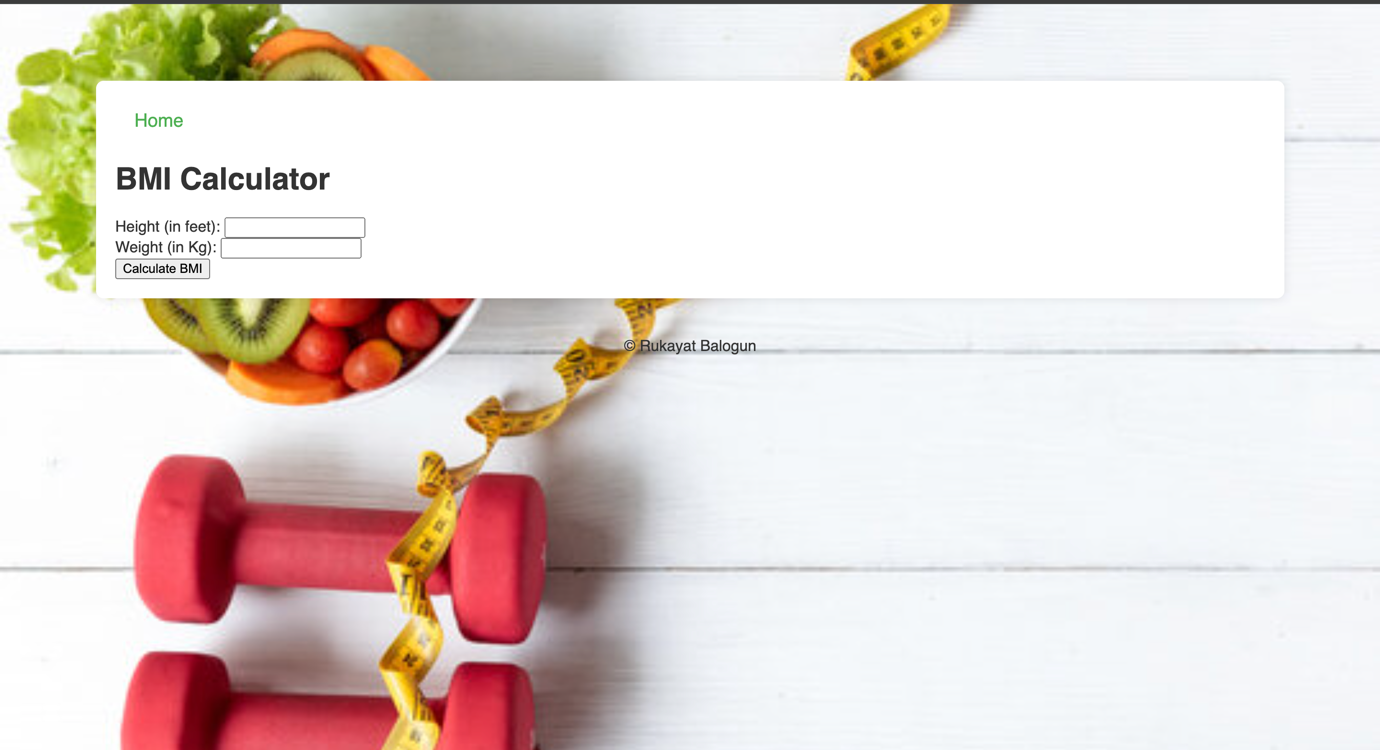 Home
BMI Calculator
Height (in feet):
Weight (in Kg):
Calculate BMI
© Rukayat Balogun